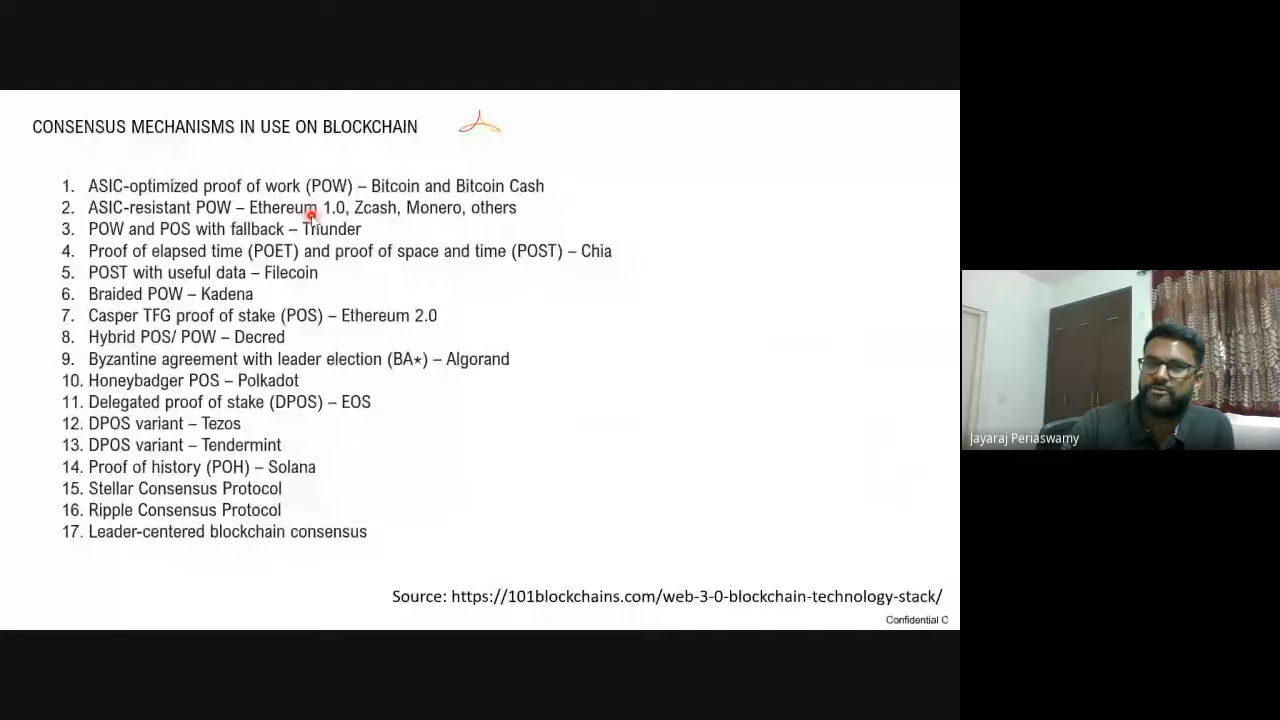 CONSENSUS MECHANISMS IN USE ON BLOCKCHAIN
1. ASIC-optimized proof of work (POW) – Bitcoin and Bitcoin Cash
2. ASIC-resistant POW – Ethereum 1.0, Zcash, Monero, others
3. POW and POS with fallback – Thunder
4. Proof of elapsed time (POET) and proof of space and time (POST) – Chia
5. POST with useful data – Filecoin
6. Braided POW – Kadena
7. Casper TFG proof of stake (POS) – Ethereum 2.0
8. Hybrid POS/ POW – Decred
9. Byzantine agreement with leader election (BA⋆) – Algorand
10. Honeybadger POS – Polkadot
11. Delegated proof of stake (DPOS) – EOS
12. DPOS variant – Tezos
13. DPOS variant – Tendermint
14. Proof of history (POH) – Solana
15. Stellar Consensus Protocol
16. Ripple Consensus Protocol
17. Leader-centered blockchain consensus
Source: https://101blockchains.com/web-3-0-blockchain-technology-stack/
Confidential C
Jayaraj Periaswamy